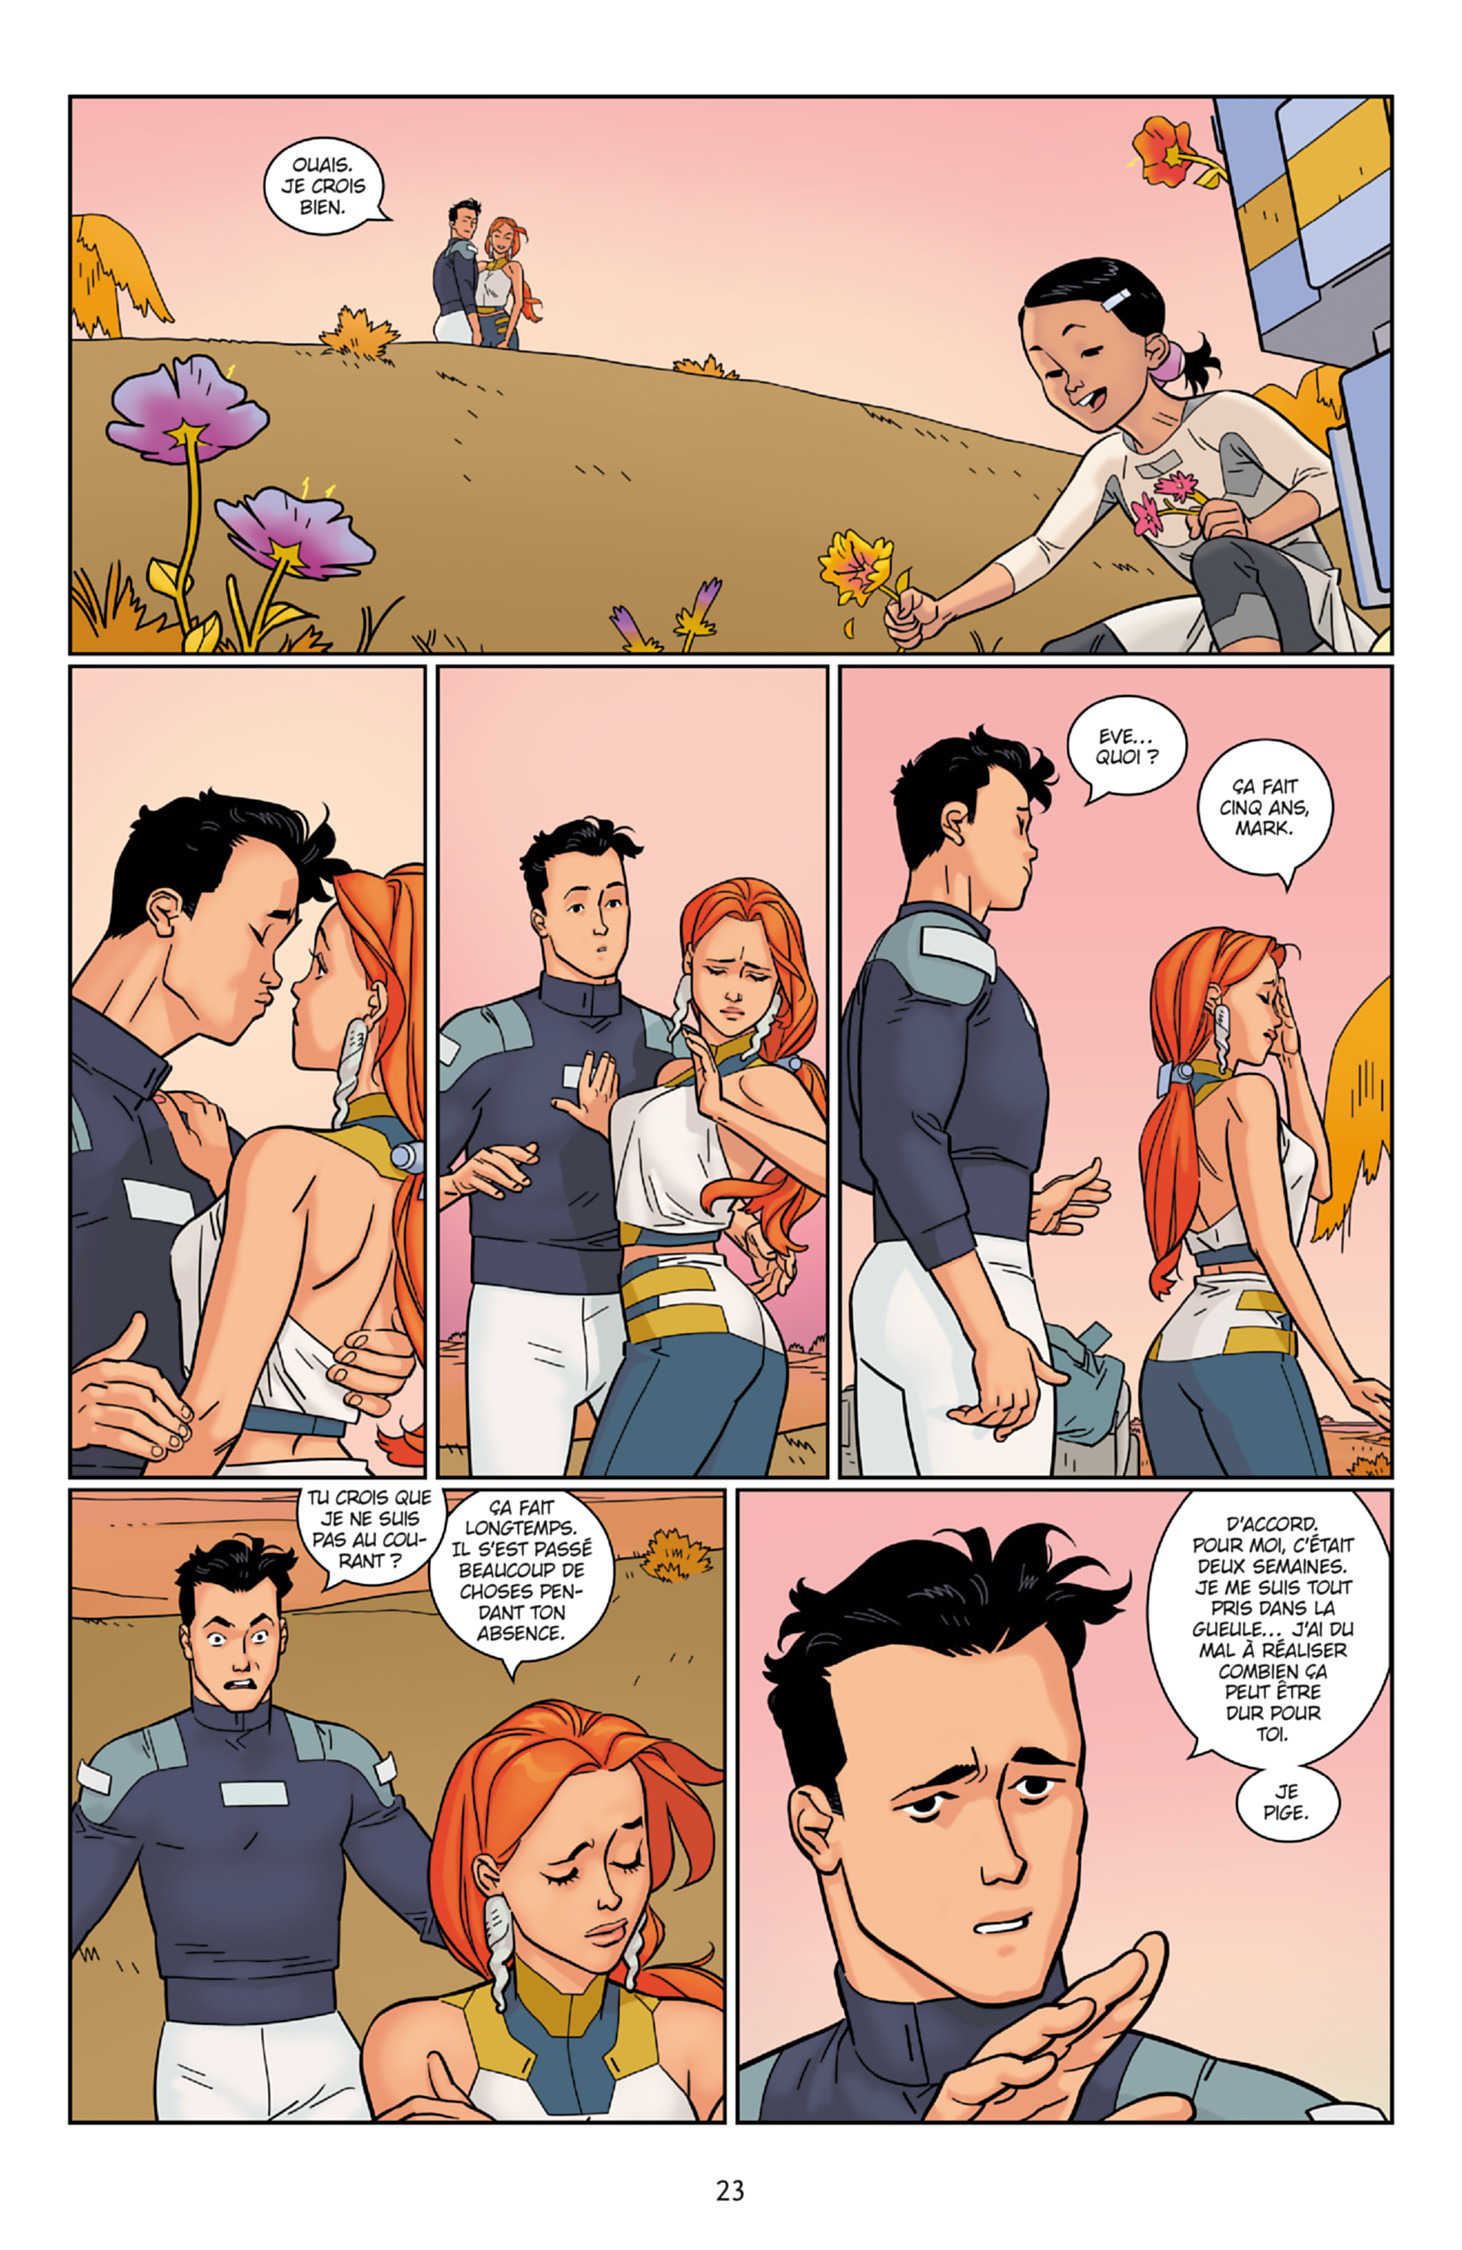 OUAIS.
JE CROIS
BIEN.
EVE...
QUOI ?
ÇA FAIT
CINQ ANS,
MARK.
TU CROIS QUE
JE NE SUIS
PAS AU COU-
RANT ?
ÇA FAIT
LONGTEMPS.
IL S'EST PASSÉ
BEAUCOUP DE
CHOSES PEN-
DANT TON
ABSENCE.
D'ACCORD.
POUR MOI, C'ÉTAIT
DEUX SEMAINES.
JE ME SUIS TOUT
PRIS DANS LA
GUEULE... J'AI DU
MAL À RÉALISER
COMBIEN ÇA
PEUT ÊTRE
DUR POUR
TOI.
JE
PIGE.
23